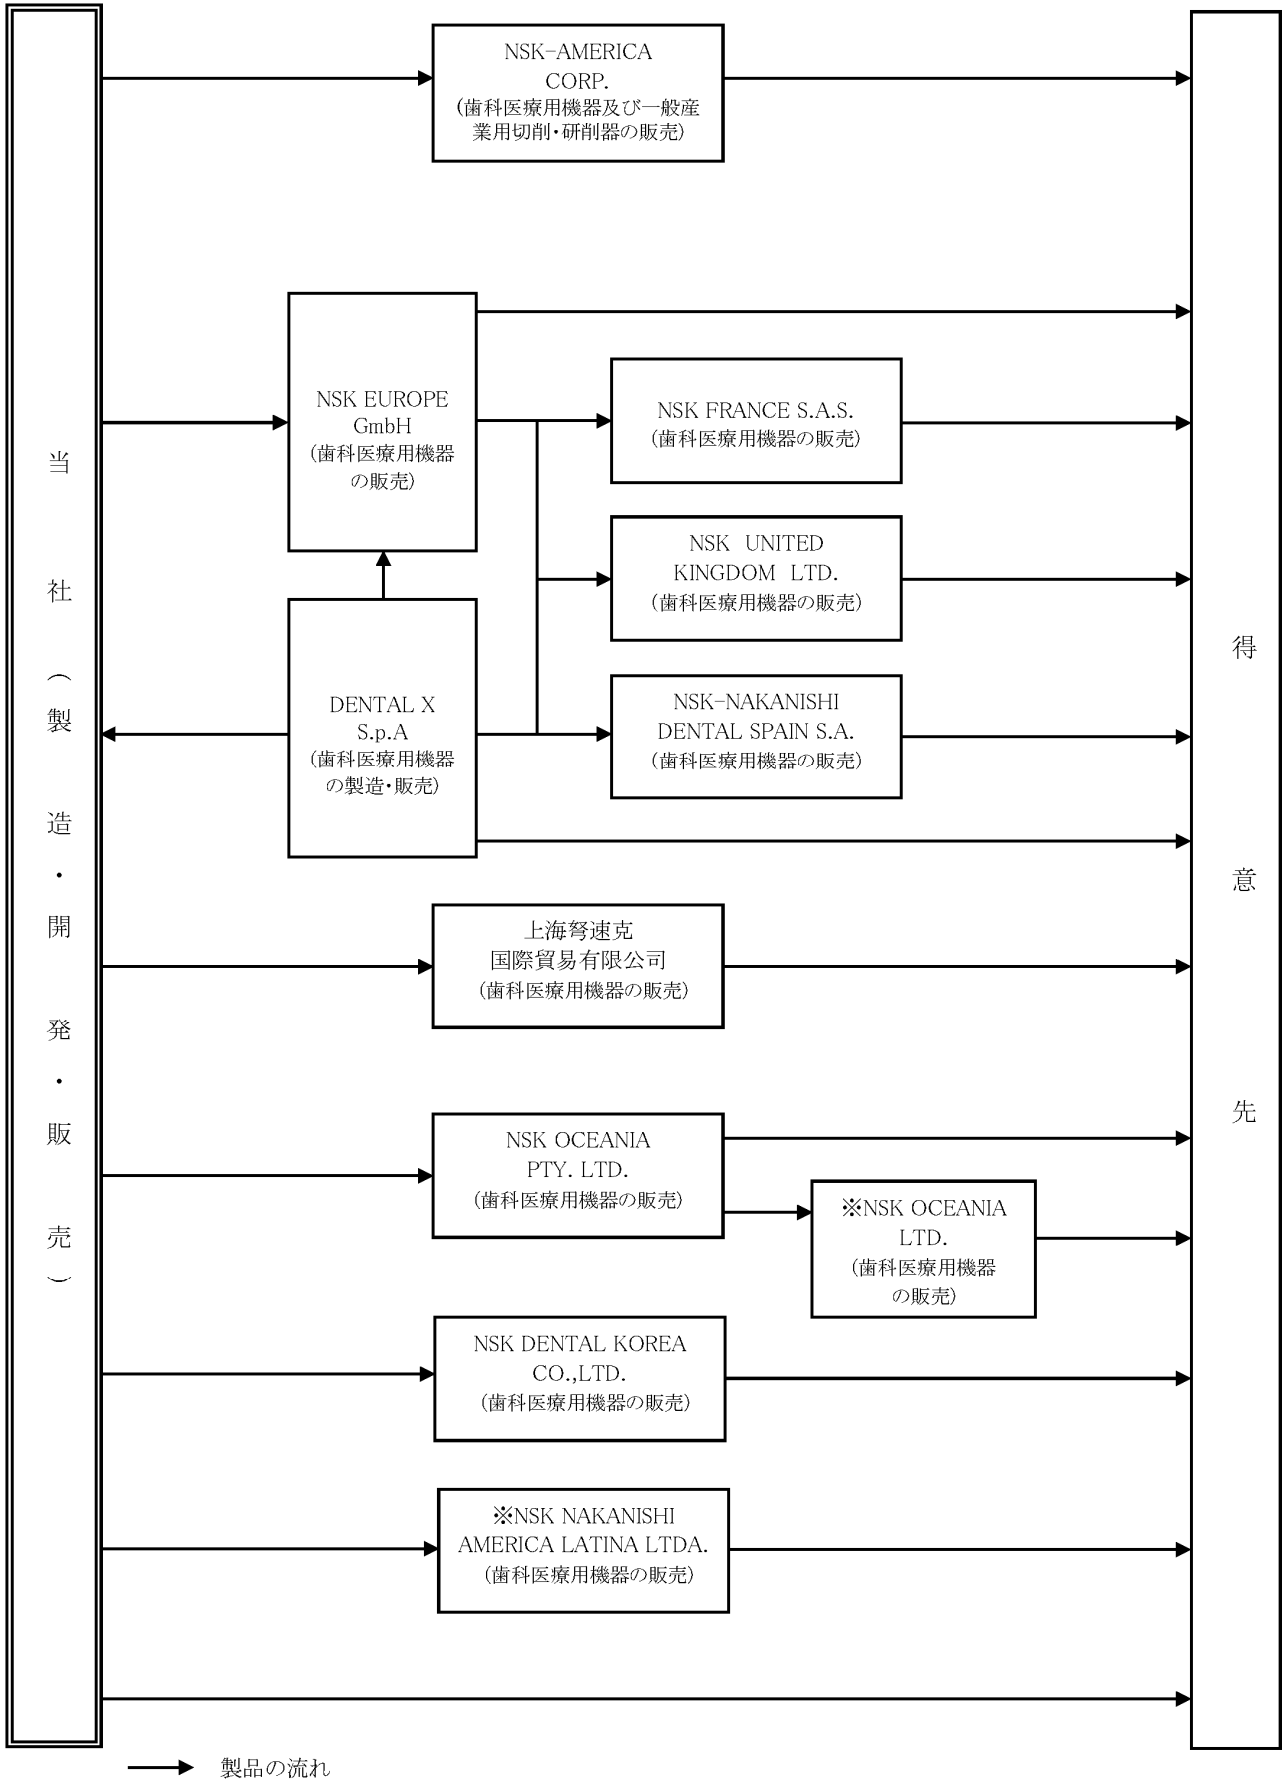 当社（製造・開発・販売）
NSK-AMERICA
CORP.
(歯科医療用機器及び一般産
業用切削・研削器の販売)
NSK EUROPE
GmbH
(歯科医療用機器
の販売)
NSK FRANCE S.A.S.
(歯科医療用機器の販売)
NSK UNITED
KINGDOM LTD.
(歯科医療用機器の販売)
DENTAL X
S.p.A
(歯科医療用機器
の製造・販売)
NSK-NAKANISHI
DENTAL SPAIN S.A.
(歯科医療用機器の販売)
上海弩速克
国際貿易有限公司
(歯科医療用機器の販売)
NSK OCEANIA
PTY. LTD.
(歯科医療用機器の販売)
※NSK OCEANIA
LTD.
(歯科医療用機器
の販売)
NSK DENTAL KOREA
CO.,LTD.
(歯科医療用機器の販売)
※NSK NAKANISHI
AMERICA LATINA LTDA.
(歯科医療用機器の販売)
得意先
製品の流れ